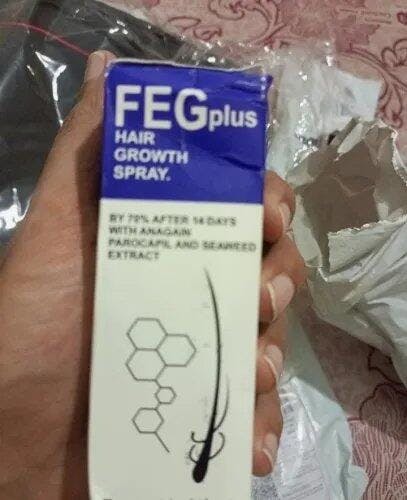 FEGplus
HAIR
GROWTH
SPRAY.
BY 70% AFTER 14 DAYS
WITH ANAGAIN
PAROCAPIL AND SEAWEED
EXTRACT